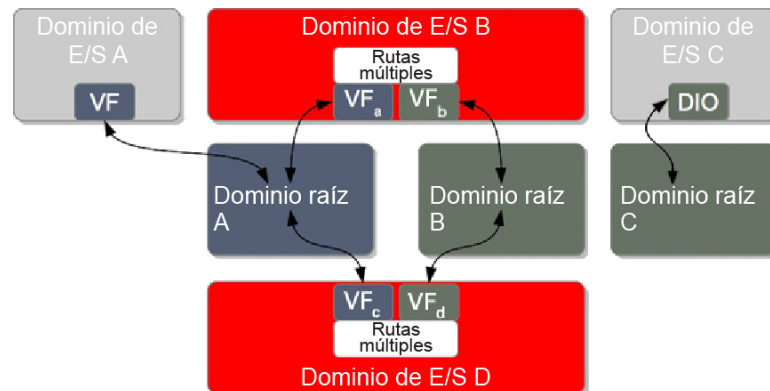 Dominio de
E/S A
VF
Dominio de E/S B
Rutas
múltiples
VFa
VFb
Dominio de
E/S C
DIO
Dominio raíz
A
Dominio raíz
B
Dominio raíz
C
VFc
VFd
Rutas
múltiples
Dominio de E/S D